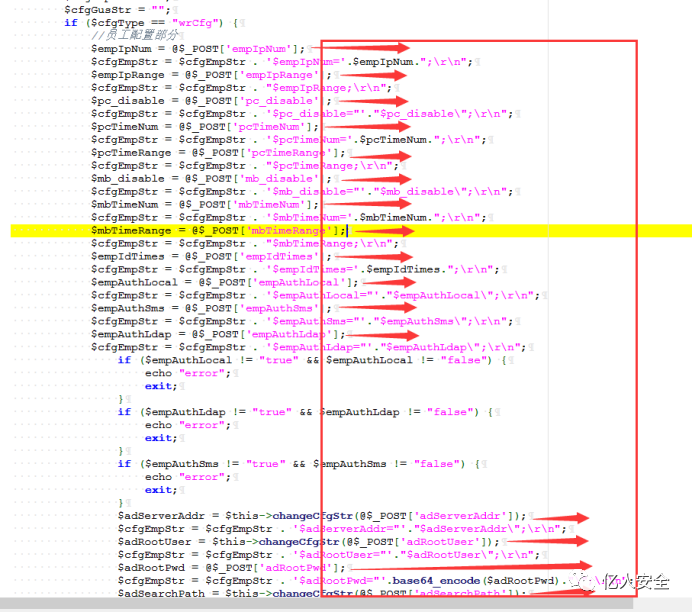 $cfgGusStr = "";
if ($cfgType == "wrCfg") {
//员工配置部分
$empIpNum = @$_POST['empIpNum'];
$cfgEmpStr = $cfgEmpStr . '$empIpNum='.$empIpNum.";\r\n";
$empIpRange = @$_POST['empIpRange'];
$cfgEmpStr = $cfgEmpStr . "$empIpRange;\r\n";
$pc_disable = @$_POST['pc_disable'];
$cfgEmpStr = $cfgEmpStr . '$pc_disable="'."$pc_disable\";\r\n";
$pcTimeNum = @$_POST['pcTimeNum'];
$cfgEmpStr = $cfgEmpStr . '$pcTimeNum='.$pcTimeNum.";\r\n";
$pcTimeRange = @$_POST['pcTimeRange'];
$cfgEmpStr = $cfgEmpStr . "$pcTimeRange;\r\n";
$mb_disable = @$_POST['mb_disable'];
$cfgEmpStr = $cfgEmpStr . '$mb_disable="'."$mb_disable\";\r\n";
$mbTimeNum = @$_POST['mbTimeNum'];
$cfgEmpStr = $cfgEmpStr . '$mbTimeNum='.$mbTimeNum.";\r\n";
$mbTimeRange = @$_POST['mbTimeRange'];
$cfgEmpStr = $cfgEmpStr . "$mbTimeRange;\r\n";
$empIdTimes = @$_POST['empIdTimes'];
$cfgEmpStr = $cfgEmpStr . '$empIdTimes='.$empIdTimes.";\r\n";
$empAuthLocal = @$_POST['empAuthLocal'];
$cfgEmpStr = $cfgEmpStr . '$empAuthLocal="'."$empAuthLocal\";\r\n";
$empAuthSms = @$_POST['empAuthSms'];
$cfgEmpStr = $cfgEmpStr . '$empAuthSms="'."$empAuthSms\";\r\n";
$empAuthLdap = @$_POST['empAuthLdap'];
$cfgEmpStr = $cfgEmpStr . '$empAuthLdap="'."$empAuthLdap\";\r\n";
if ($empAuthLocal != "true" && $empAuthLocal != "false") {
echo "error";
exit;
}
if ($empAuthLdap != "true" && $empAuthLdap != "false") {
echo "error";
exit;
}
if ($empAuthSms != "true" && $empAuthSms != "false") {
echo "error";
exit;
}
$adServerAddr = $this->changeCfgStr(@$_POST['adServerAddr']);
$cfgEmpStr = $cfgEmpStr . '$adServerAddr="'."$adServerAddr\";\r\n";
$adRootUser = $this->changeCfgStr(@$_POST['adRootUser']);
$cfgEmpStr = $cfgEmpStr . '$adRootUser="'."$adRootUser\";\r\n";
$adRootPwd = @$_POST['adRootPwd'];
$cfgEmpStr = $cfgEmpStr . '$adRootPwd="'.base64_encode($adRootPwd).
亿人安全
$adSearchPath = $this->changeCfgStr(@$_POST['adSearchPath']);